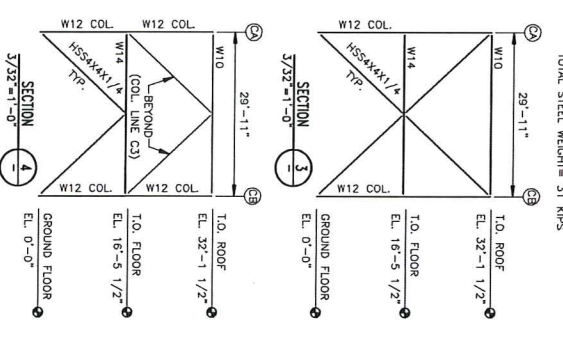 TOTAL STEEL WEIGHT= 31 KIPS
CA
CB
29'-11"
W10
T.O. ROOF
EL. 32'-1 1/2"
W12 COL.
W12 COL.
W14
T.O. FLOOR
EL. 16'-5 1/2"
HSS4X4X1/4
TYP.
GROUND FLOOR
EL. 0'-0"
SECTION
3/32"=1'-0"
3
-
CA
CB
29'-11"
W10
T.O. ROOF
EL. 32'-1 1/2"
W12 COL.
W12 COL.
BEYOND
(COL. LINE C3)
W14
T.O. FLOOR
EL. 16'-5 1/2"
W12 COL.
W12 COL.
HSS4X4X1/4
TYP.
GROUND FLOOR
EL. 0'-0"
SECTION
3/32"=1'-0"
4
-